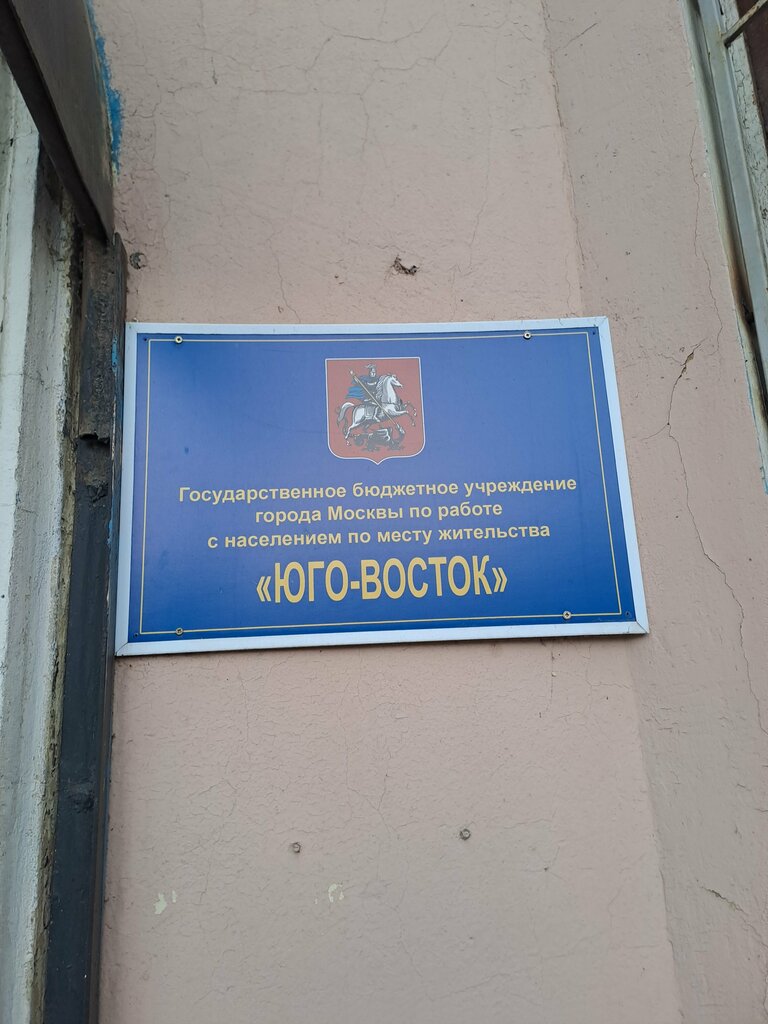 Государственное бюджетное учреждение
города Москвы по работе
с населением по месту жительства
«ЮГО-ВОСТОК»